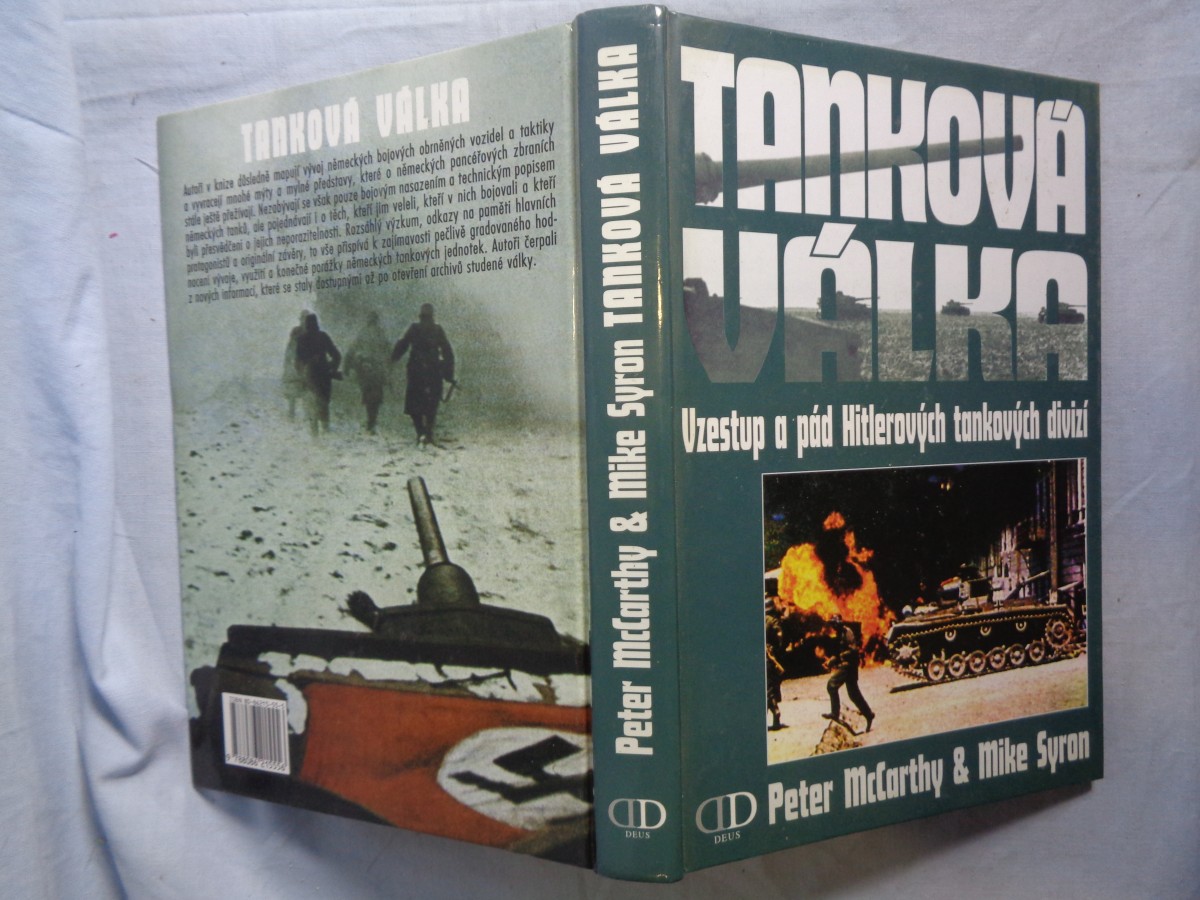 TANKOVÁ VÁLKA
Autoři v knize důsledně mapují vývoj německých bojových obrněných vozidel a taktiky
a vyvracejí mnohé mýty a mylné představy, které o německých pancéřových zbraních
stále ještě přežívají. Nezabývají se však pouze bojovým nasazením a technickým popisem
německých tanků, ale pojednávají i o těch, kteří jim veleli, kteří v nich bojovali a kteří
byli přesvědčeni o jejich neporazitelnosti. Rozsáhlý výzkum, odkazy na paměti hlavních
protagonistů a originální závěry, to vše přispívá k zajímavosti pečlivě gradovaného hod-
nocení vývoje, využití a konečné porážky německých tankových jednotek. Autoři čerpali
z nových informací, které se staly dostupnými až po otevření archivů studené války.
Peter McCarthy & Mike Syron TANKOVÁ VÁLKA
DEUS
TANKOVÁ
VÁLKA
Vzestup a pád Hitlerových tankových divizí
Peter McCarthy & Mike Syron
DEUS